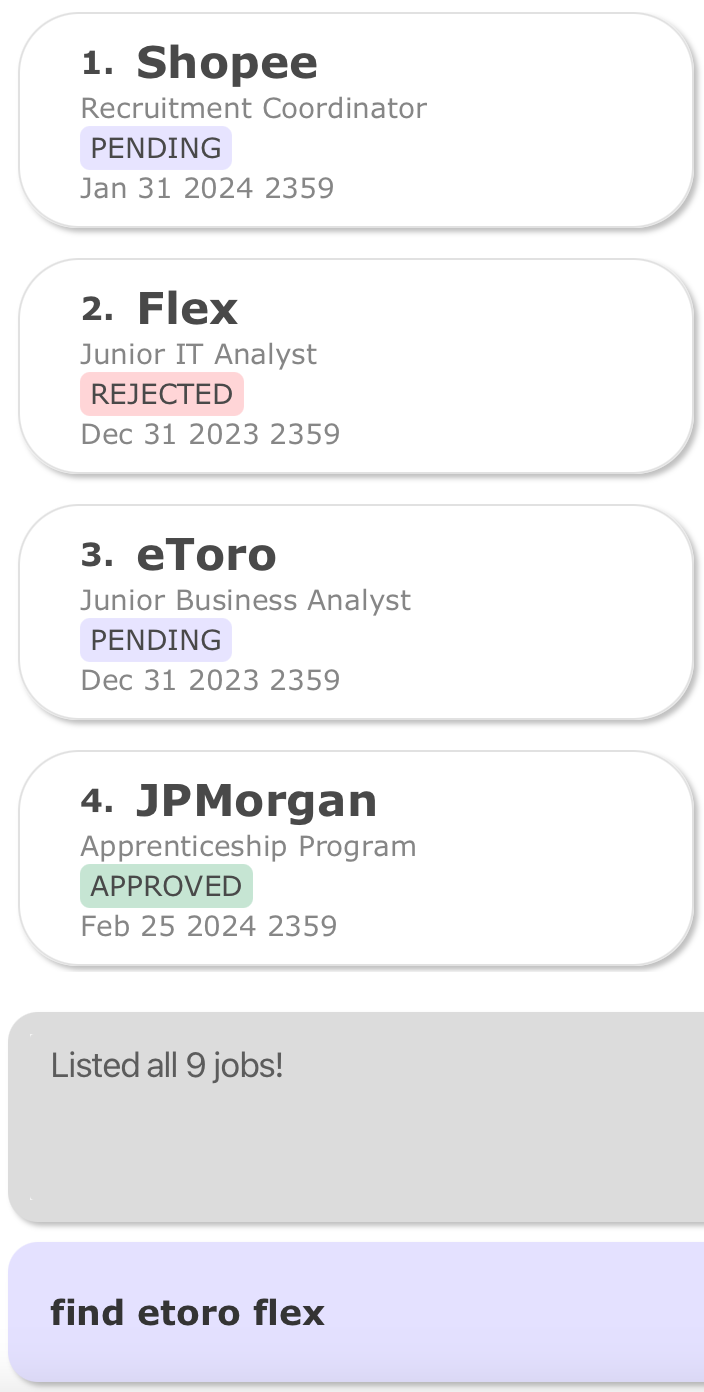 1. Shopee
Recruitment Coordinator
PENDING
Jan 31 2024 2359
2. Flex
Junior IT Analyst
REJECTED
Dec 31 2023 2359
3. eToro
Junior Business Analyst
PENDING
Dec 31 2023 2359
4. JPMorgan
Apprenticeship Program
APPROVED
Feb 25 2024 2359
Listed all 9 jobs!
find etoro flex